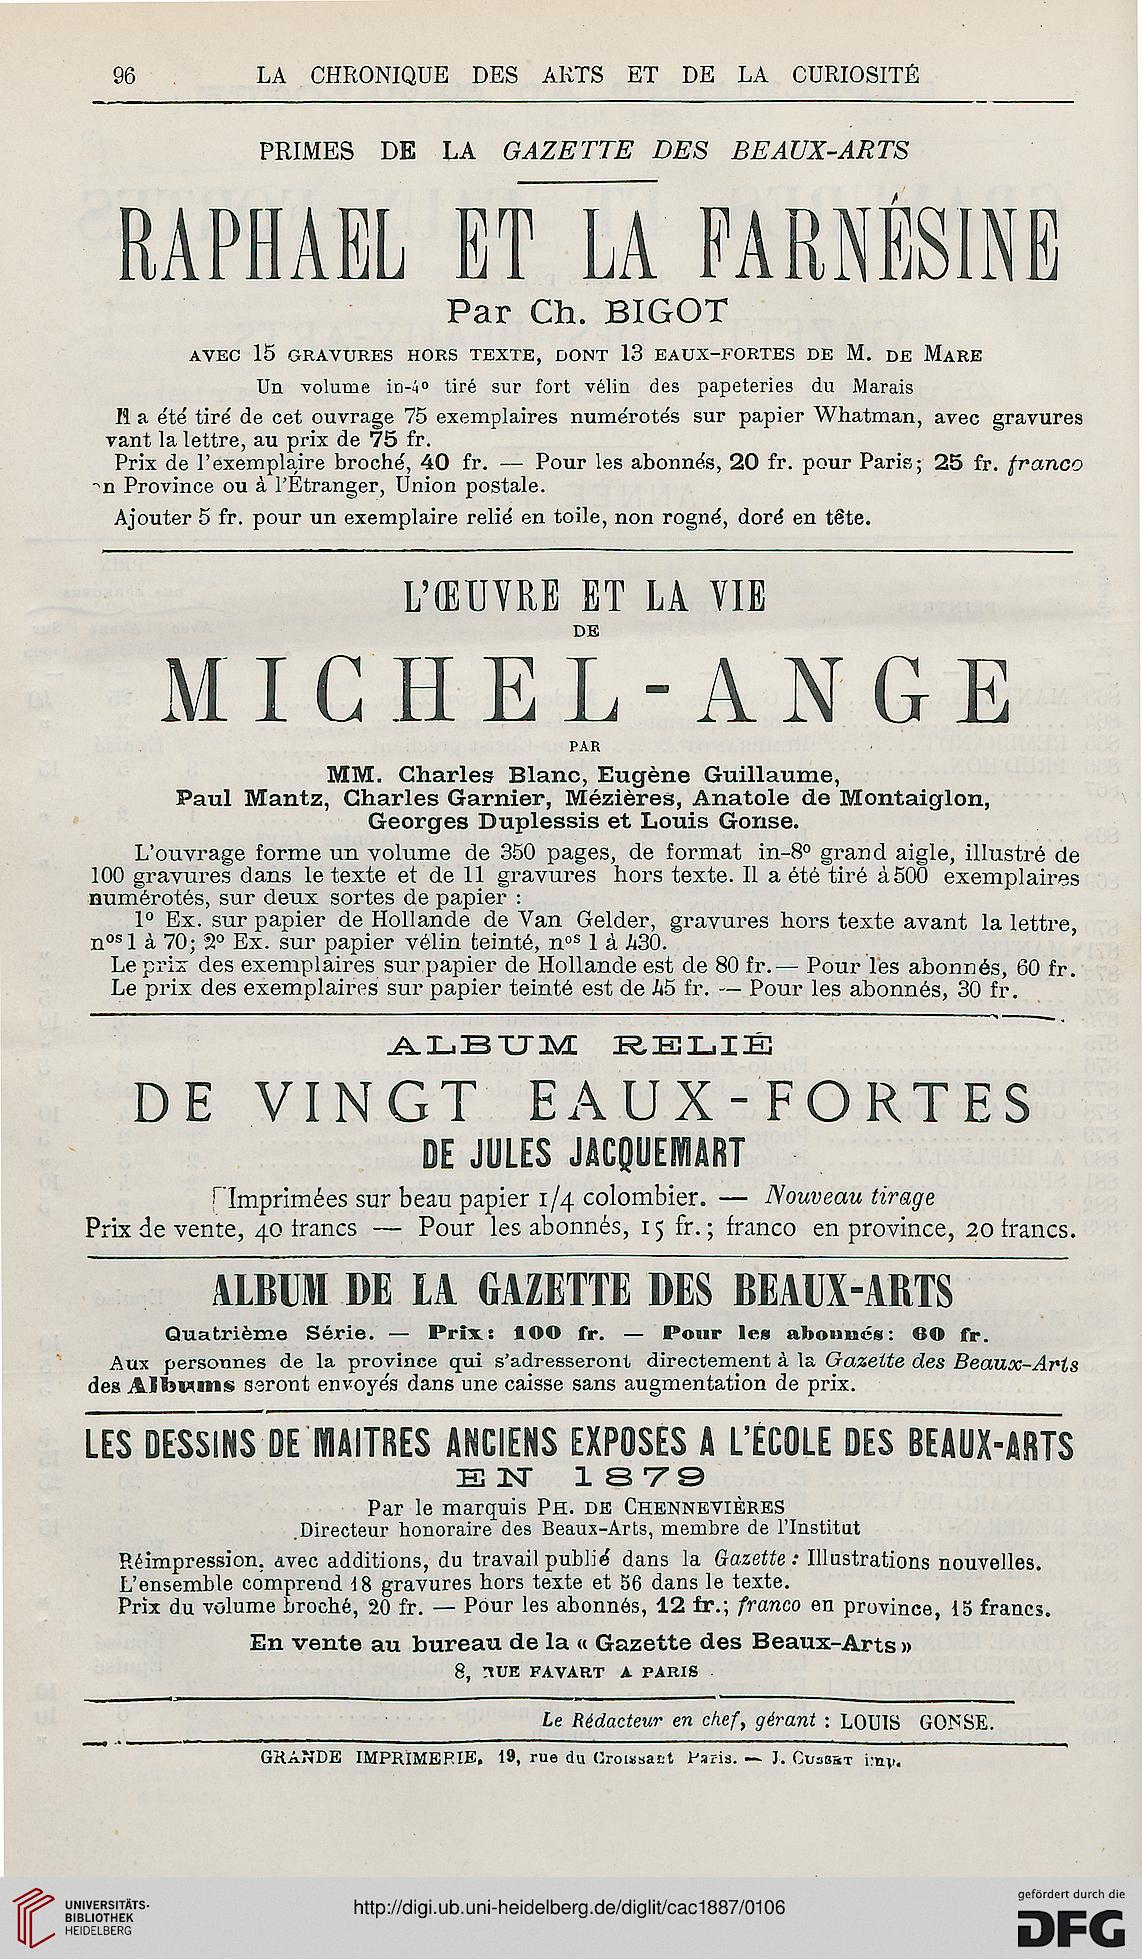 96 LA CHRONIQUE DES ARTS ET DE LA CURIOSITÉ
PRIMES DE LA GAZETTE DES BEAUX-ARTS
RAPHAEL ET LA FARNÉSINE
Par Ch. BIGOT
AVEC 15 GRAVURES HORS TEXTE, DONT 13 EAUX-FORTES DE M. DE MARE
Un volume in-4° tiré sur fort vélin des papeteries du Marais
Il a été tiré de cet ouvrage 75 exemplaires numérotés sur papier Whatman, avec gravures
vant la lettre, au prix de 75 fr.
Prix de l'exemplaire broché, 40 fr. — Pour les abonnés, 20 fr. pour Paris; 25 fr. franco
n Province ou à l'Étranger, Union postale.
Ajouter 5 fr. pour un exemplaire relié en toile, non rogné, doré en tête.
L'ŒUVRE ET LA VIE
DE
MICHEL-ANGE
PAR
MM. Charles Blanc, Eugène Guillaume,
Paul Mantz, Charles Garnier, Mézières, Anatole de Montaiglon,
Georges Duplessis et Louis Gonse.
L'ouvrage forme un volume de 350 pages, de format in-8° grand aigle, illustré de
100 gravures dans le texte et de 11 gravures hors texte. Il a été tiré à 500 exemplaires
numérotés, sur deux sortes de papier :
1° Ex. sur papier de Hollande de Van Gelder, gravures hors texte avant la lettre,
nos 1 à 70; 2° Ex. sur papier vélin teinté, nos 1 à 430.
Le prix des exemplaires sur papier de Hollande est de 80 fr. — Pour les abonnés, 60 fr.
Le prix des exemplaires sur papier teinté est de 45 fr. — Pour les abonnés, 30 fr.
ALBUM RELIÉ
DE VINGT EAUX-FORTES
DE JULES JACQUEMART
Imprimées sur beau papier 1/4 colombier. — Nouveau tirage
Prix de vente, 40 francs — Pour les abonnés, 15 fr.; franco en province, 20 francs.
ALBUM DE LA GAZETTE DES BEAUX-ARTS
Quatrième Série. — Prix: 100 fr. — Pour les abonnés: 60 fr.
Aux personnes de la province qui s'adresseront directement à la Gazette des Beaux-Arts
des Albums seront envoyés dans une caisse sans augmentation de prix.
LES DESSINS DE MAITRES ANCIENS EXPOSÉS A L'ÉCOLE DES BEAUX-ARTS
EN 1879
Par le marquis PH. DE CHENNEVIÈRES
Directeur honoraire des Beaux-Arts, membre de l'Institut
Réimpression, avec additions, du travail publié dans la Gazette : Illustrations nouvelles.
L'ensemble comprend 18 gravures hors texte et 56 dans le texte.
Prix du volume broché, 20 fr. — Pour les abonnés, 12 fr.; franco en province, 15 francs.
En vente au bureau de la « Gazette des Beaux-Arts »
8, RUE FAVART A PARIS
Le Rédacteur en chef, gérant : LOUIS GONSE.
GRANDE IMPRIMERIE, 19, rue du Croissant Paris. — J. CUSSET imp.
UNIVERSITÄTS-
BIBLIOTHEK
HEIDELBERG
http://digi.ub.uni-heidelberg.de/diglit/cac1887/0106
gefördert durch die
DFG